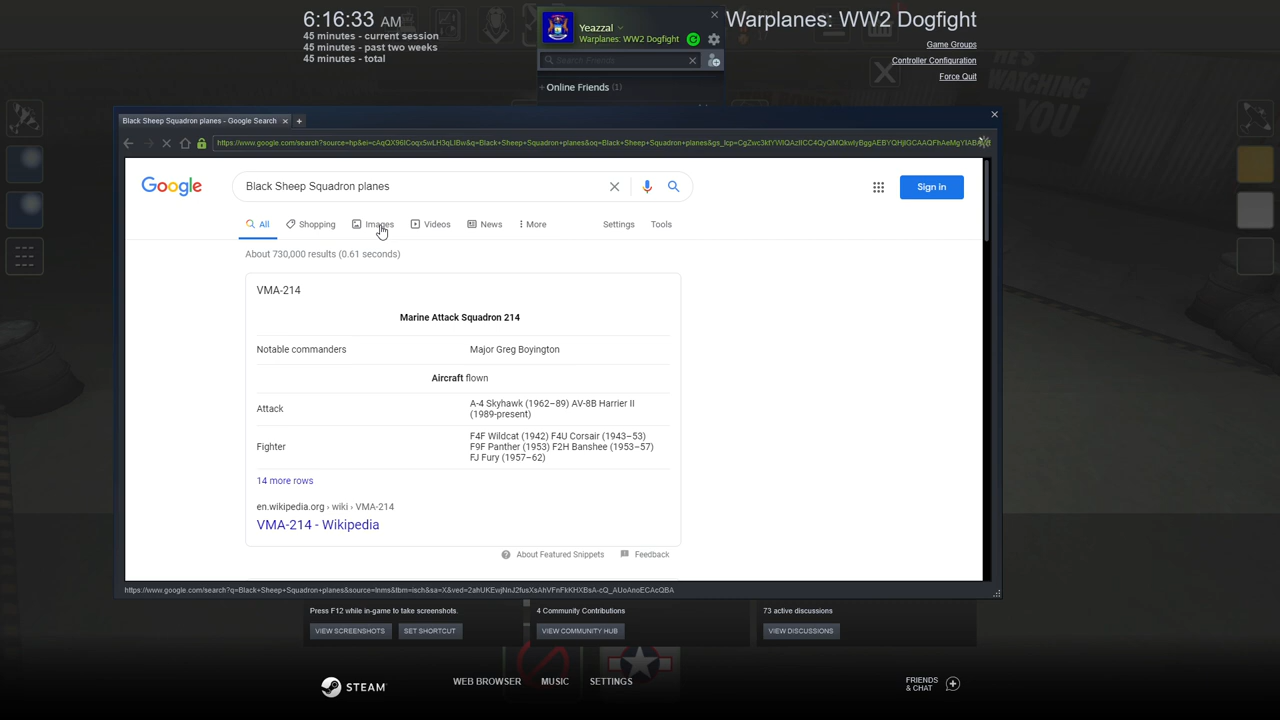 6:16:33 AM
45 minutes - current session
45 minutes - past two weeks
45 minutes - total
Yeazzal
Warplanes: WW2 Dogfight
Search Friends
Online Friends (1)
Warplanes: WW2 Dogfight
Game Groups
Controller Configuration
Force Quit
HE'S
WATCHING
YOU
Black Sheep Squadron planes - Google Search
Google
Black Sheep Squadron planes
Sign in
All
Shopping
Images
Videos
News
More
Settings
Tools
About 730,000 results (0.61 seconds)
VMA-214
Marine Attack Squadron 214
Notable commanders
Major Greg Boyington
Aircraft flown
Attack
A-4 Skyhawk (1962–89) AV-8B Harrier II
(1989-present)
Fighter
F4F Wildcat (1942) F4U Corsair (1943–53)
F9F Panther (1953) F2H Banshee (1953–57)
FJ Fury (1957–62)
14 more rows
en.wikipedia.org › wiki › VMA-214
VMA-214 - Wikipedia
About Featured Snippets
Feedback
Press F12 while in-game to take screenshots.
VIEW SCREENSHOTS
SET SHORTCUT
4 Community Contributions
VIEW COMMUNITY HUB
73 active discussions
VIEW DISCUSSIONS
STEAM
WEB BROWSER
MUSIC
SETTINGS
FRIENDS
& CHAT